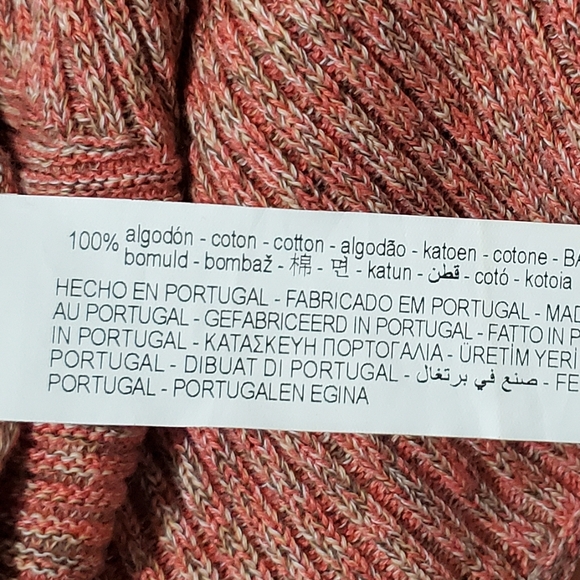 100% algodón - coton - cotton - algodão - katoen - cotone - BA
bomuld - bombaž - 棉 - 면 - katun - قطن - cotó - kotoia
HECHO EN PORTUGAL - FABRICADO EM PORTUGAL - MAD
AU PORTUGAL - GEFABRICEERD IN PORTUGAL - FATTO IN P
IN PORTUGAL - ΚΑΤΑΣΚΕΥΗ ΠΟΡΤΟΓΑΛΙΑ - ÜRETİM YERİ
PORTUGAL - DIBUAT DI PORTUGAL - صنع في برتغال - FE
PORTUGAL - PORTUGALEN EGINA